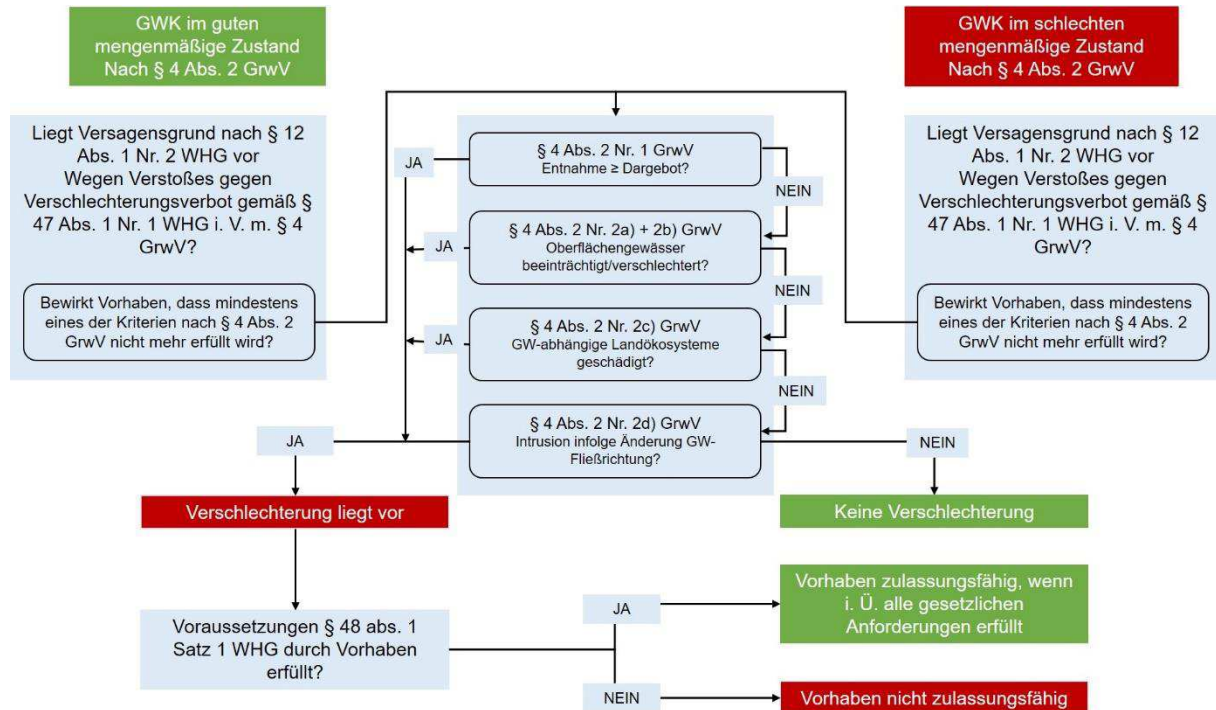 GWK im guten
mengenmäßige Zustand
Nach § 4 Abs. 2 GrwV
GWK im schlechten
mengenmäßige Zustand
Nach § 4 Abs. 2 GrwV
Liegt Versagensgrund nach § 12
Abs. 1 Nr. 2 WHG vor
Wegen Verstoßes gegen
Verschlechterungsverbot gemäß §
47 Abs. 1 Nr. 1 WHG i. V. m. § 4
GrwV?
Bewirkt Vorhaben, dass mindestens
eines der Kriterien nach § 4 Abs. 2
GrwV nicht mehr erfüllt wird?
JA
§ 4 Abs. 2 Nr. 1 GrwV
Entnahme ≥ Dargebot?
NEIN
JA
§ 4 Abs. 2 Nr. 2a) + 2b) GrwV
Oberflächengewässer
beeinträchtigt/verschlechtert?
NEIN
JA
§ 4 Abs. 2 Nr. 2c) GrwV
GW-abhängige Landökosysteme
geschädigt?
NEIN
§ 4 Abs. 2 Nr. 2d) GrwV
Intrusion infolge Änderung GW-
Fließrichtung?
Liegt Versagensgrund nach § 12
Abs. 1 Nr. 2 WHG vor
Wegen Verstoßes gegen
Verschlechterungsverbot gemäß §
47 Abs. 1 Nr. 1 WHG i. V. m. § 4
GrwV?
Bewirkt Vorhaben, dass mindestens
eines der Kriterien nach § 4 Abs. 2
GrwV nicht mehr erfüllt wird?
JA
NEIN
Verschlechterung liegt vor
Keine Verschlechterung
Voraussetzungen § 48 abs. 1
Satz 1 WHG durch Vorhaben
erfüllt?
JA
Vorhaben zulassungsfähig, wenn
i. Ü. alle gesetzlichen
Anforderungen erfüllt
NEIN
Vorhaben nicht zulassungsfähig